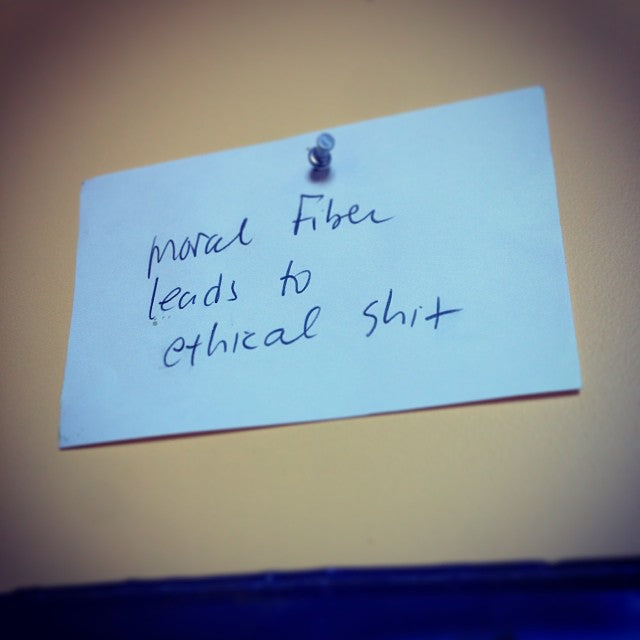 moral Fiber
leads to
ethical shit